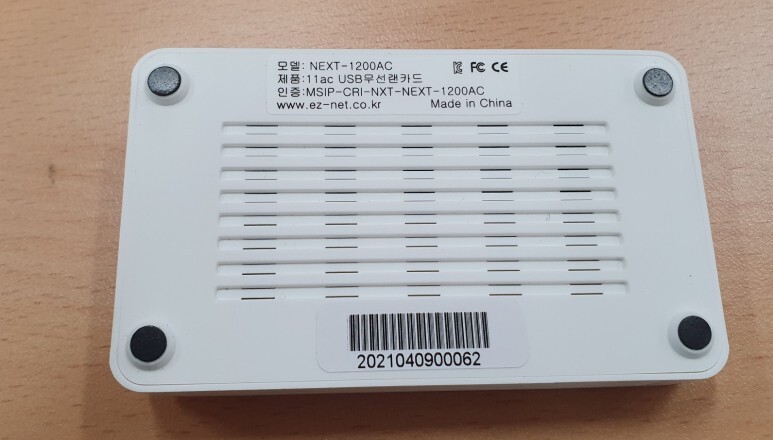 모델: NEXT-1200AC
제품:11ac USB무선랜카드 FC CE
인증:MSIP-CRI-NXT-NEXT-1200AC
www.ez-net.co.kr Made in China
2021040900062